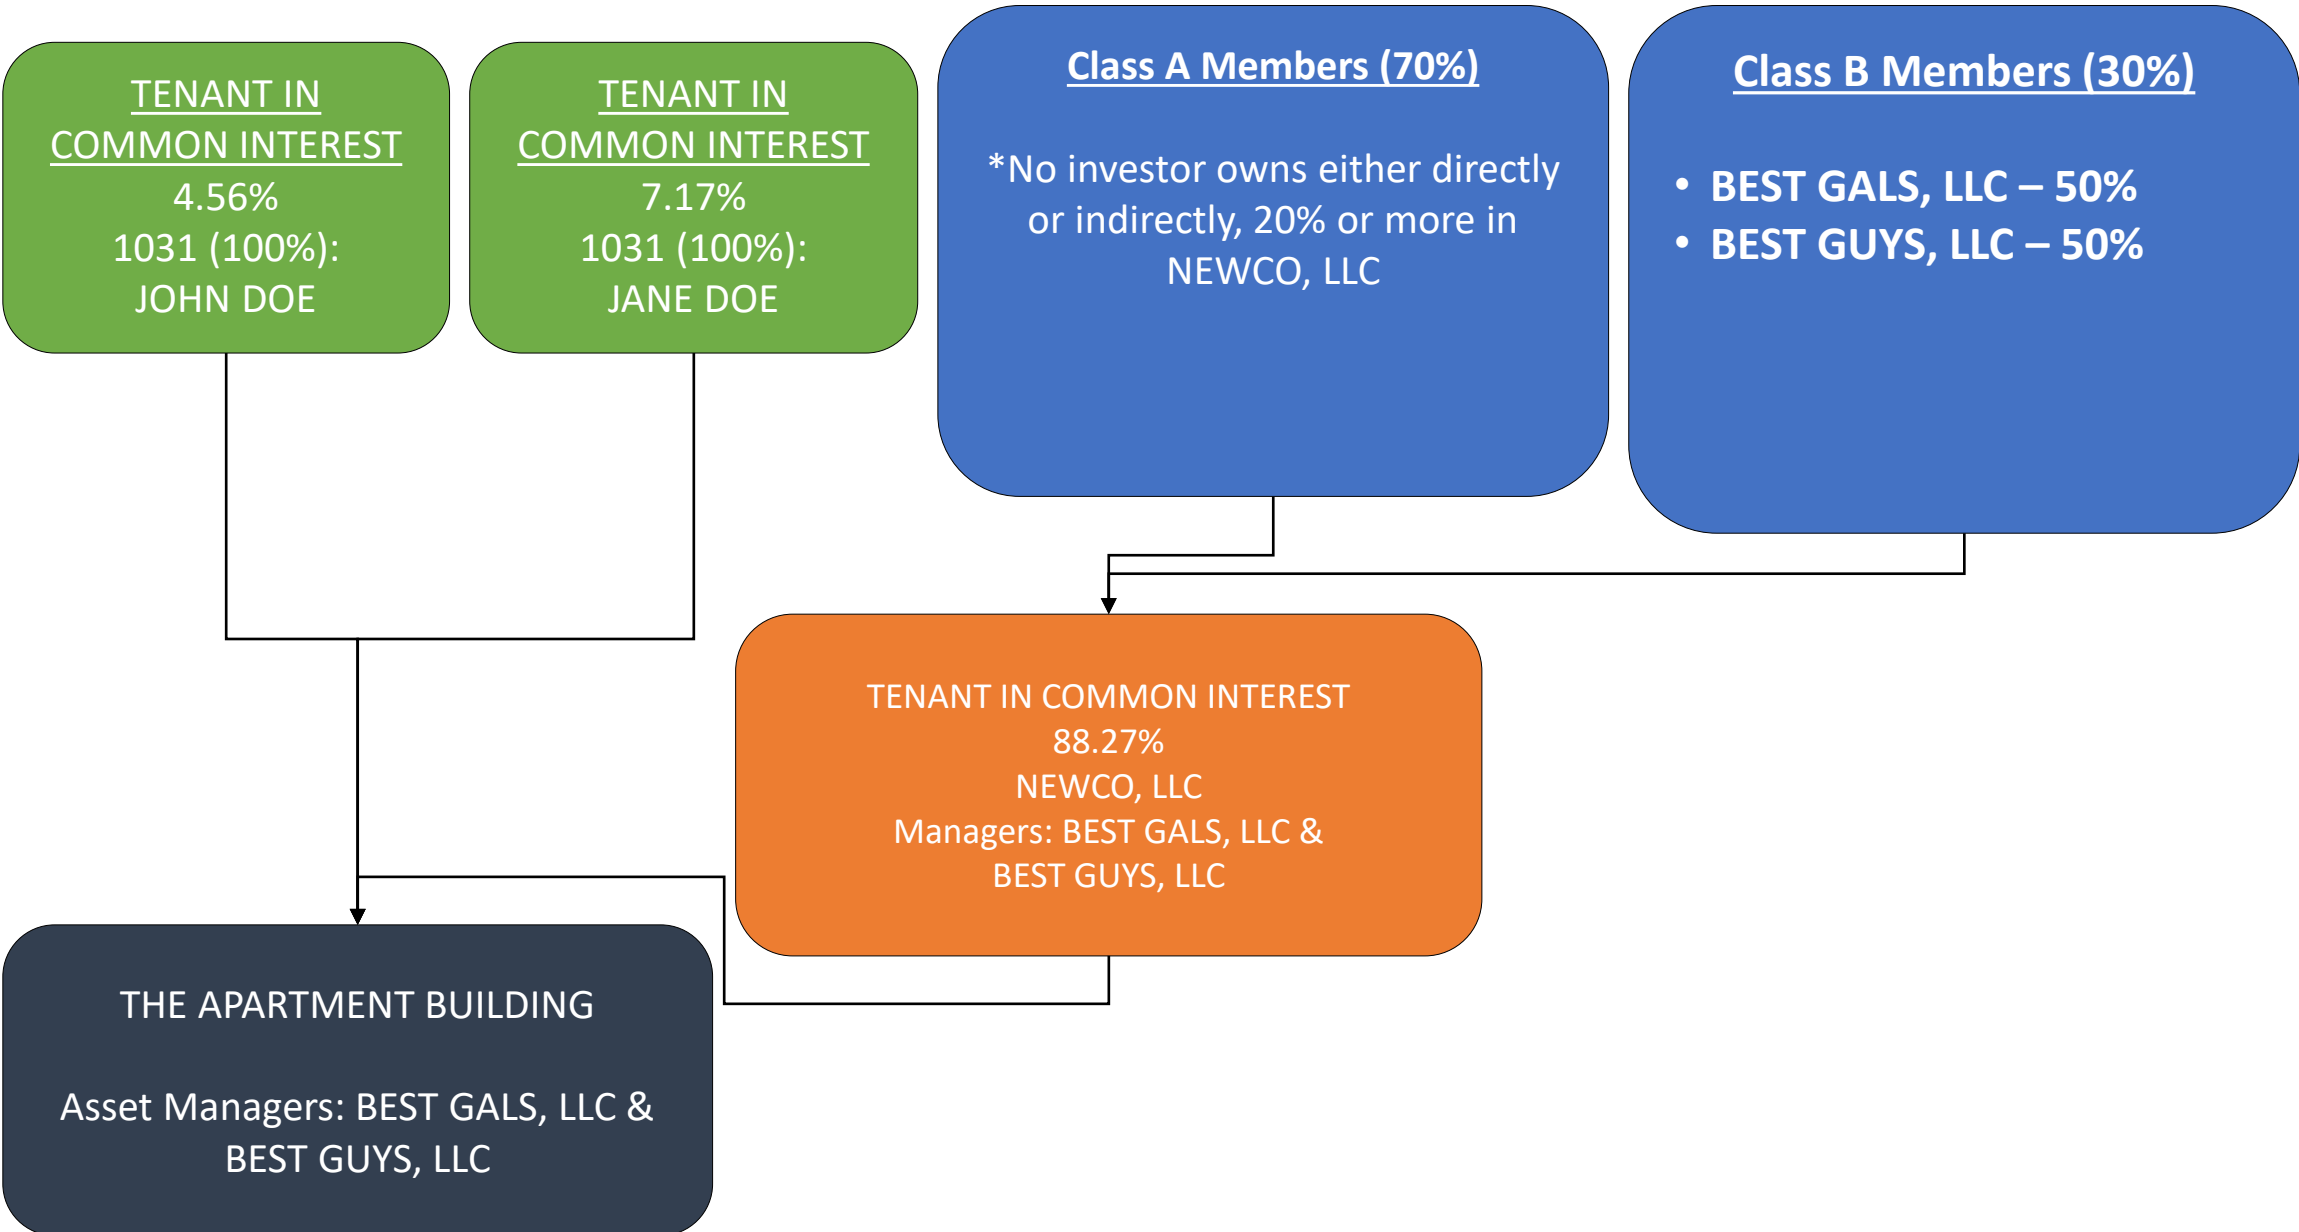 TENANT IN
COMMON INTEREST
4.56%
1031 (100%):
JOHN DOE
TENANT IN
COMMON INTEREST
7.17%
1031 (100%):
JANE DOE
Class A Members (70%)
*No investor owns either directly
or indirectly, 20% or more in
NEWCO, LLC
Class B Members (30%)
• BEST GALS, LLC – 50%
• BEST GUYS, LLC – 50%
TENANT IN COMMON INTEREST
88.27%
NEWCO, LLC
Managers: BEST GALS, LLC &
BEST GUYS, LLC
THE APARTMENT BUILDING
Asset Managers: BEST GALS, LLC &
BEST GUYS, LLC